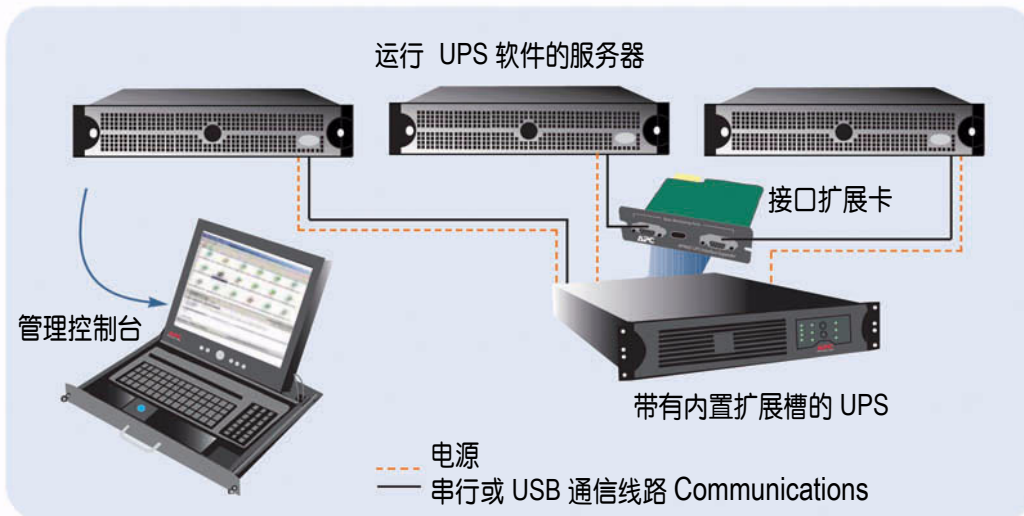 运行 UPS 软件的服务器
接口扩展卡
APC
管理控制台
带有内置扩展槽的 UPS
电源
串行或 USB 通信线路 Communications